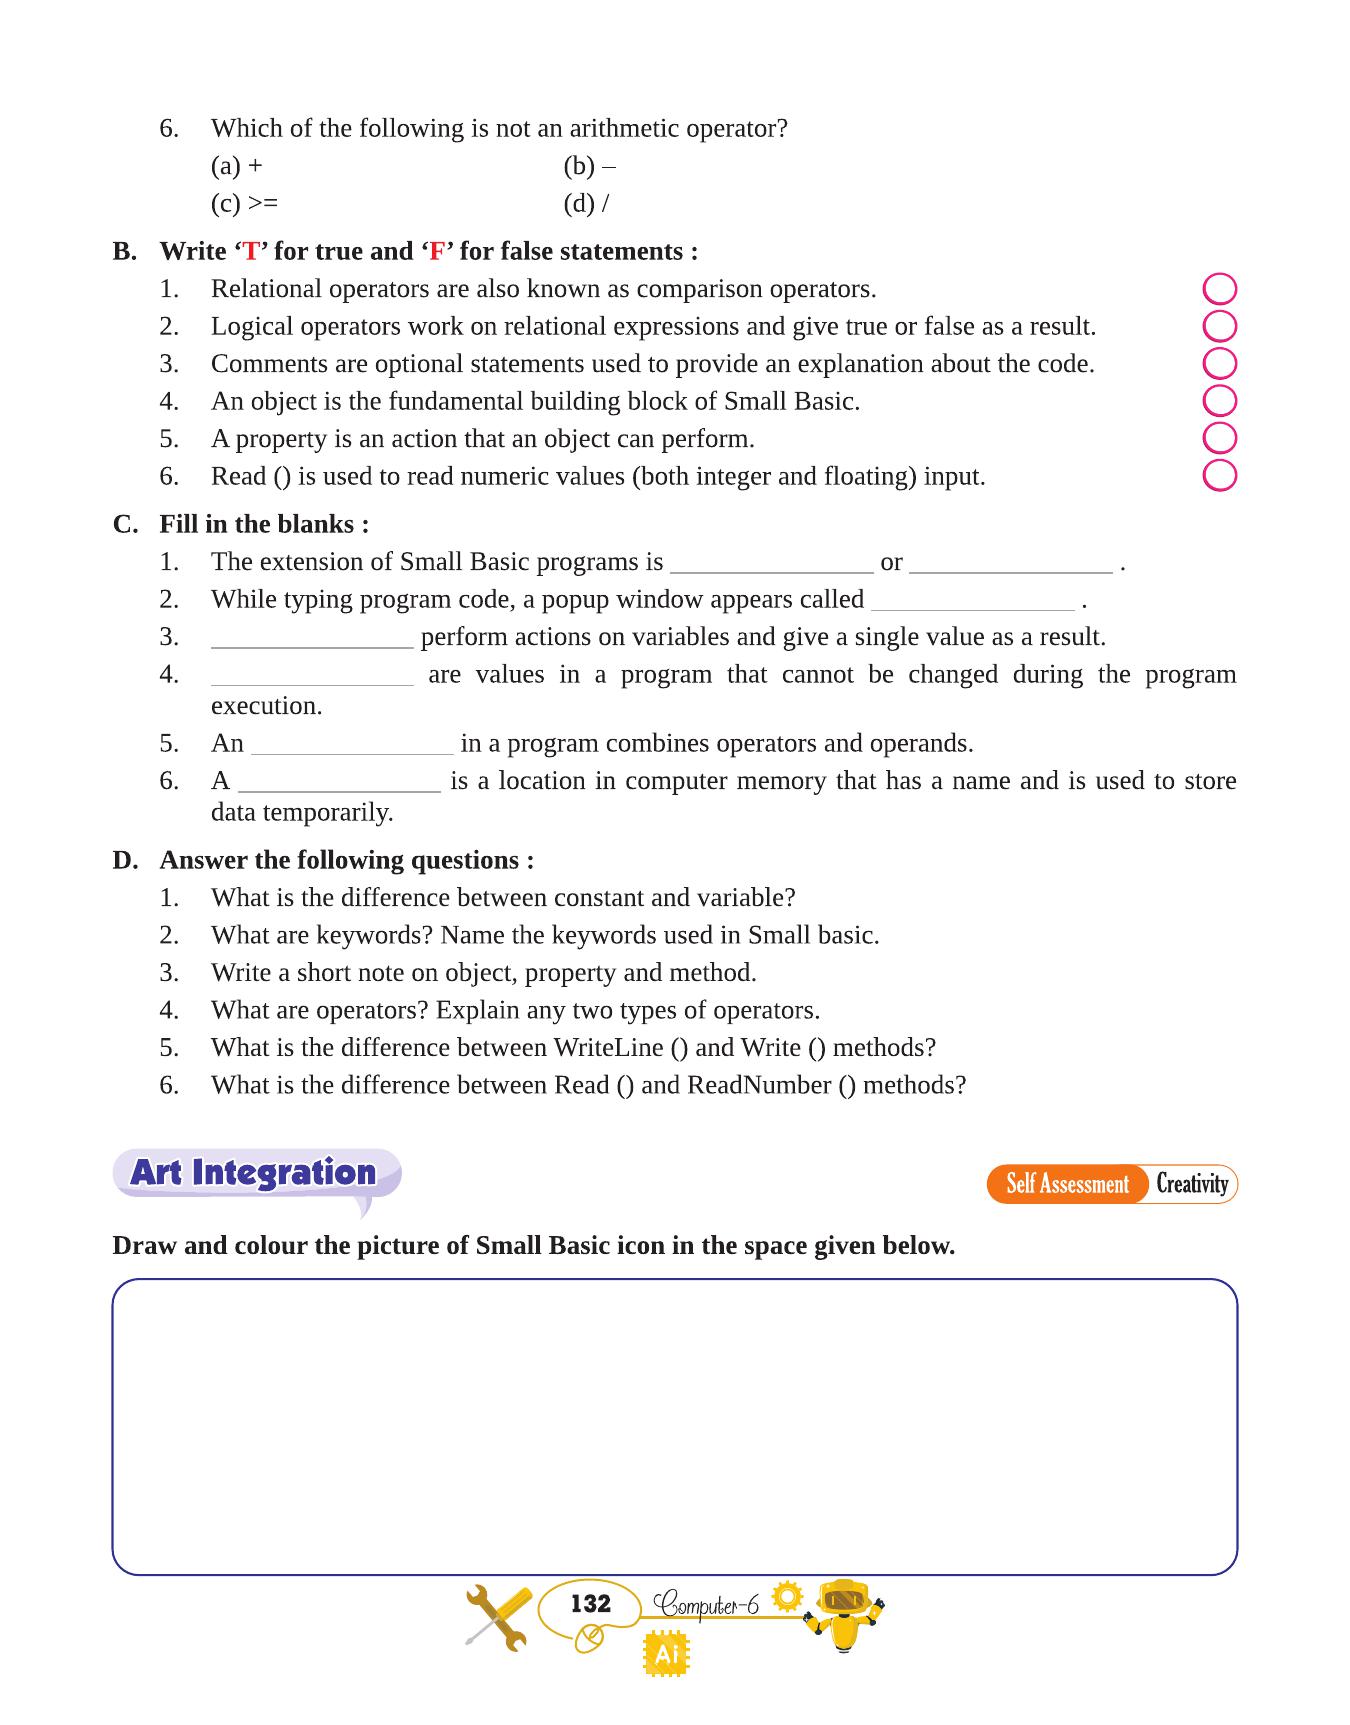 6. Which of the following is not an arithmetic operator?
(a) + (b) –
(c) >= (d) /
B. Write ‘T’ for true and ‘F’ for false statements :
1. Relational operators are also known as comparison operators.
2. Logical operators work on relational expressions and give true or false as a result.
3. Comments are optional statements used to provide an explanation about the code.
4. An object is the fundamental building block of Small Basic.
5. A property is an action that an object can perform.
6. Read () is used to read numeric values (both integer and floating) input.
C. Fill in the blanks :
1. The extension of Small Basic programs is _______________ or _______________ .
2. While typing program code, a popup window appears called _______________ .
3. _______________ perform actions on variables and give a single value as a result.
4. _______________ are values in a program that cannot be changed during the program
execution.
5. An _______________ in a program combines operators and operands.
6. A _______________ is a location in computer memory that has a name and is used to store
data temporarily.
D. Answer the following questions :
1. What is the difference between constant and variable?
2. What are keywords? Name the keywords used in Small basic.
3. Write a short note on object, property and method.
4. What are operators? Explain any two types of operators.
5. What is the difference between WriteLine () and Write () methods?
6. What is the difference between Read () and ReadNumber () methods?
Art Integration
Self Assessment Creativity
Draw and colour the picture of Small Basic icon in the space given below.
132 Computer-6
Ai